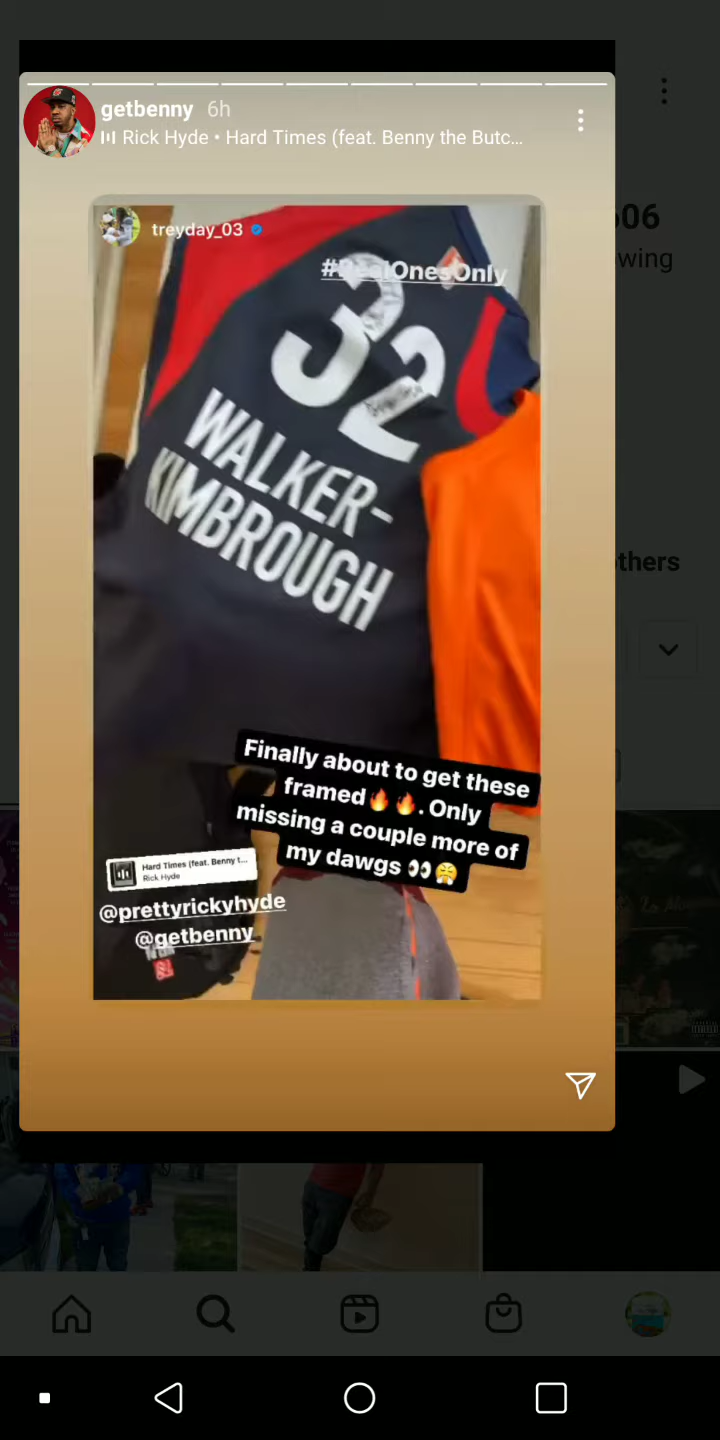 getbenny 6h
Rick Hyde • Hard Times (feat. Benny the Butc...
606
wing
treyday_03
#RealOnesOnly
32
WALKER-
KIMBROUGH
thers
Finally about to get these
framed🔥🔥. Only
missing a couple more of
my dawgs 👀😤
Hard Times (feat. Benny t...
Rick Hyde
@prettyrickyhyde
@getbenny